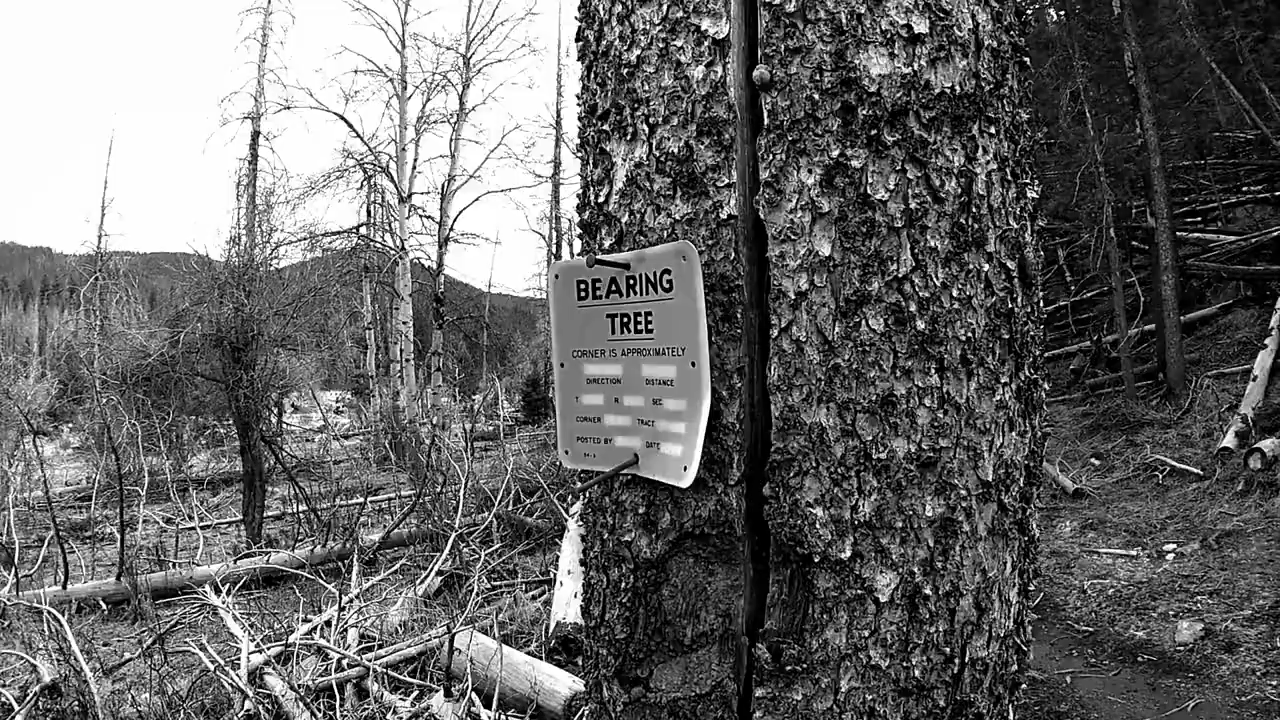 BEARING
TREE
CORNER IS APPROXIMATELY
DIRECTION DISTANCE
T R SEC
CORNER TRACT
POSTED BY DATE